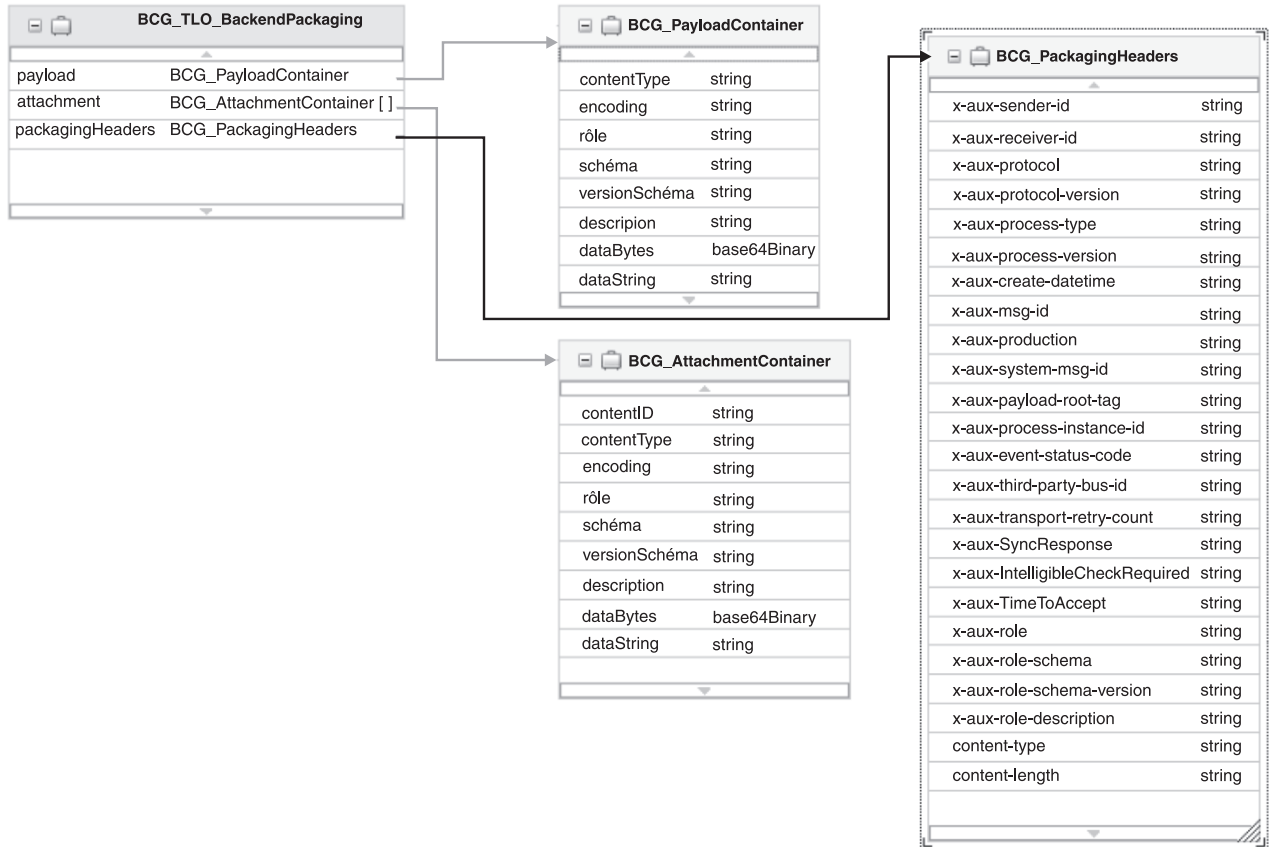 BCG_TLO_BackendPackaging
payload BCG_PayloadContainer
attachment BCG_AttachmentContainer [ ]
packagingHeaders BCG_PackagingHeaders
BCG_PayloadContainer
contentType string
encoding string
rôle string
schéma string
versionSchéma string
descripion string
dataBytes base64Binary
dataString string
BCG_AttachmentContainer
contentID string
contentType string
encoding string
rôle string
schéma string
versionSchéma string
description string
dataBytes base64Binary
dataString string
BCG_PackagingHeaders
x-aux-sender-id string
x-aux-receiver-id string
x-aux-protocol string
x-aux-protocol-version string
x-aux-process-type string
x-aux-process-version string
x-aux-create-datetime string
x-aux-msg-id string
x-aux-production string
x-aux-system-msg-id string
x-aux-payload-root-tag string
x-aux-process-instance-id string
x-aux-event-status-code string
x-aux-third-party-bus-id string
x-aux-transport-retry-count string
x-aux-SyncResponse string
x-aux-IntelligibleCheckRequired string
x-aux-TimeToAccept string
x-aux-role string
x-aux-role-schema string
x-aux-role-schema-version string
x-aux-role-description string
content-type string
content-length string